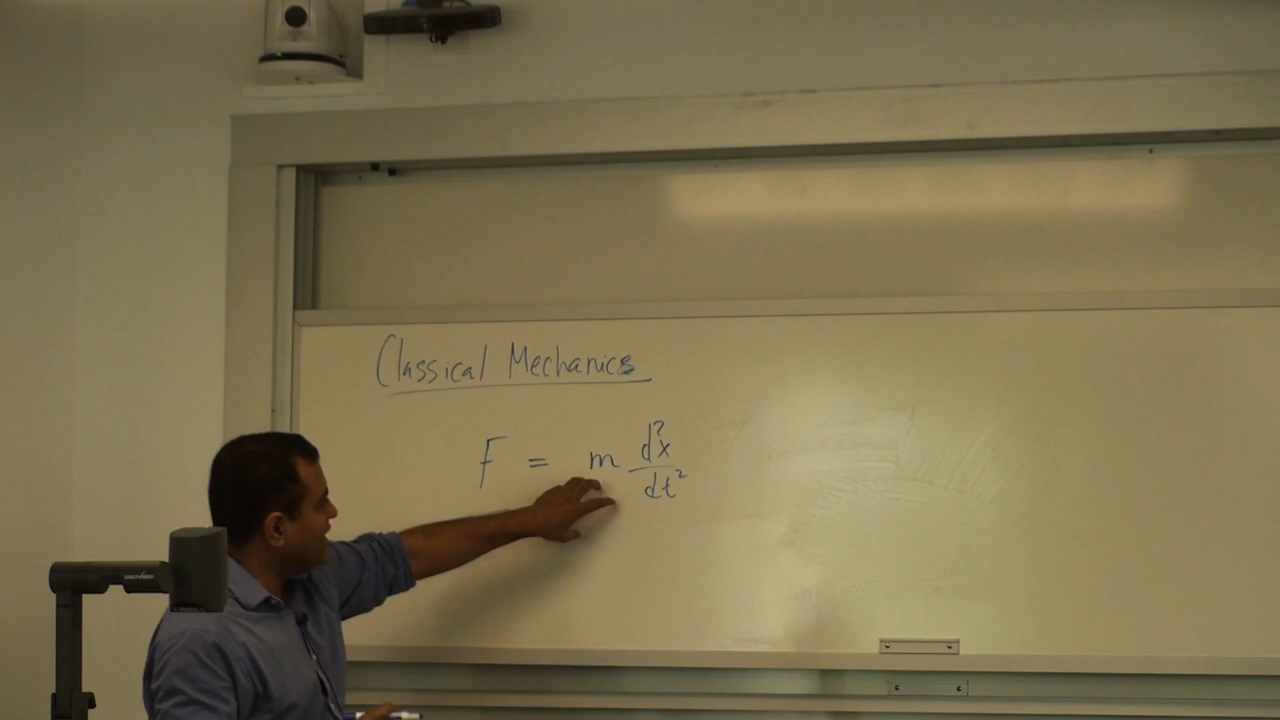 Classical Mechanics
F = m d²x/dt²